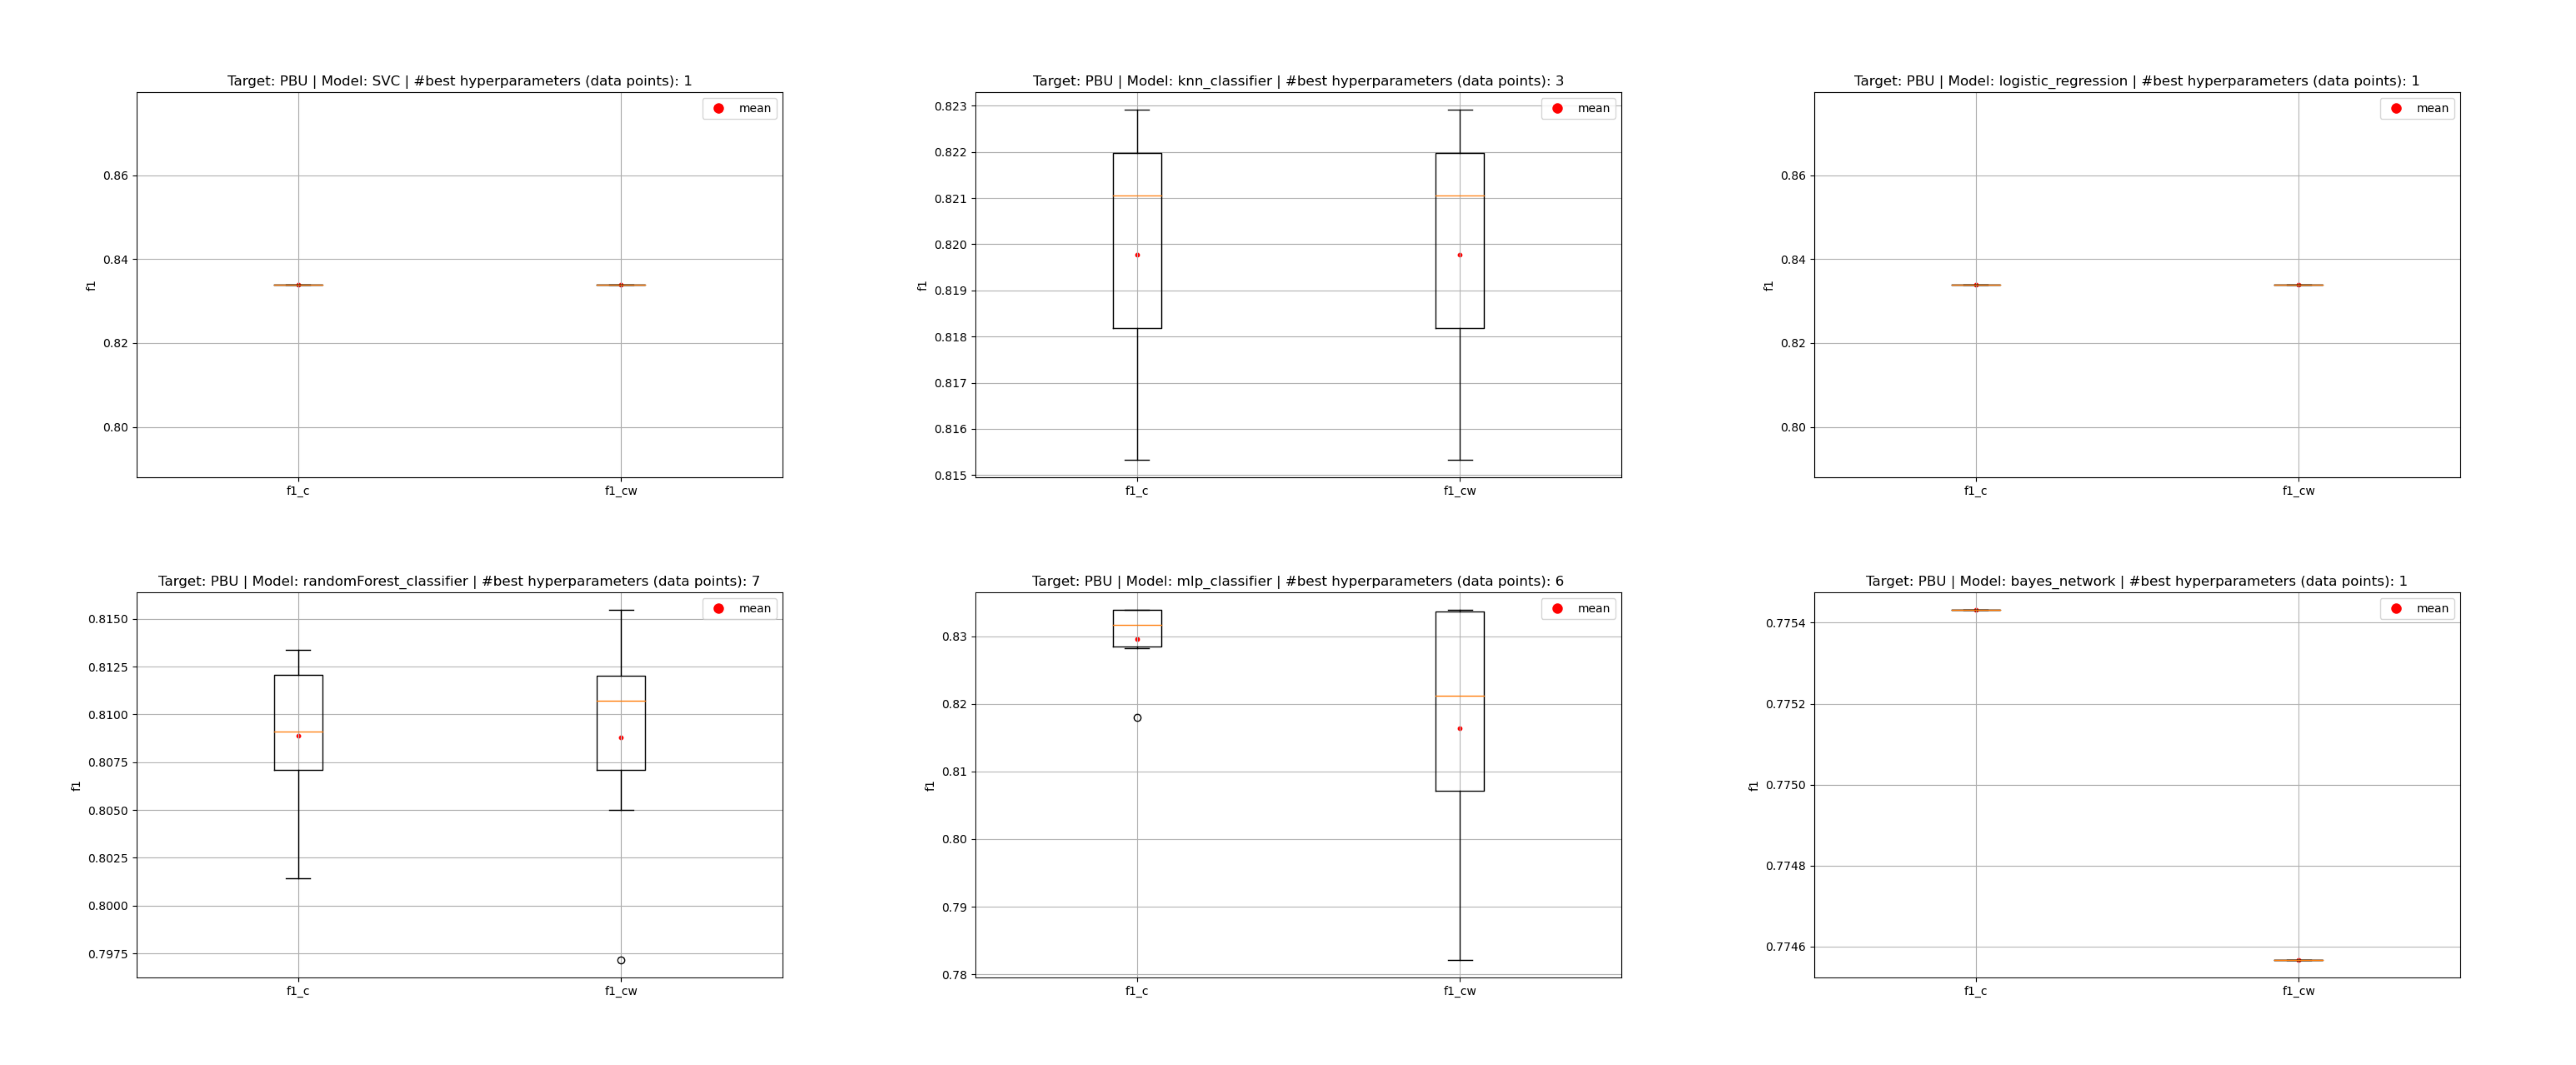 Target: PBU | Model: SVC | #best hyperparameters (data points): 1
mean
0.86
0.84
0.82
0.80
f1
f1_c
f1_cw
Target: PBU | Model: knn_classifier | #best hyperparameters (data points): 3
mean
0.823
0.822
0.821
0.820
0.819
0.818
0.817
0.816
0.815
f1
f1_c
f1_cw
Target: PBU | Model: logistic_regression | #best hyperparameters (data points): 1
mean
0.86
0.84
0.82
0.80
f1
f1_c
f1_cw
Target: PBU | Model: randomForest_classifier | #best hyperparameters (data points): 7
mean
0.8150
0.8125
0.8100
0.8075
0.8050
0.8025
0.8000
0.7975
f1
f1_c
f1_cw
Target: PBU | Model: mlp_classifier | #best hyperparameters (data points): 6
mean
0.83
0.82
0.81
0.80
0.79
0.78
f1
f1_c
f1_cw
Target: PBU | Model: bayes_network | #best hyperparameters (data points): 1
mean
0.7754
0.7752
0.7750
0.7748
0.7746
f1
f1_c
f1_cw